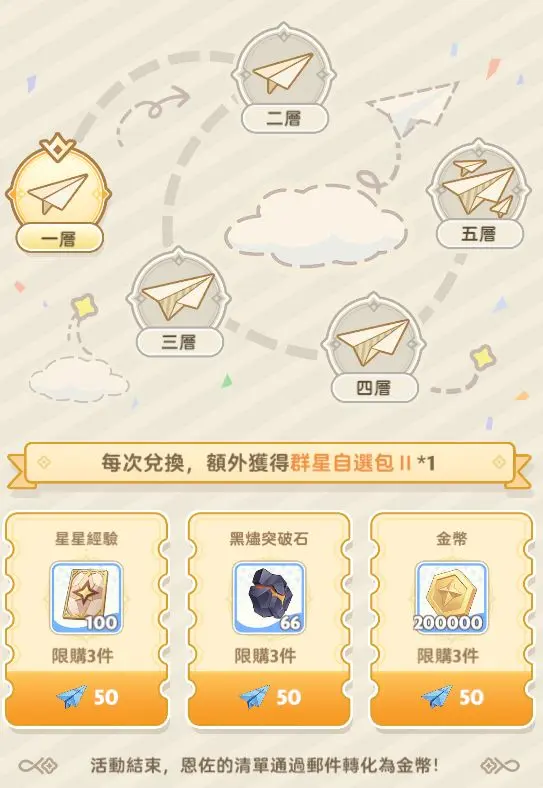 二層
一層
五層
三層
四層
每次兌換，額外獲得群星自選包Ⅱ*1
星星經驗
黑燼突破石
金幣
100
66
200000
限購3件
限購3件
限購3件
50
50
50
活動結束，恩佐的清單通過郵件轉化為金幣！